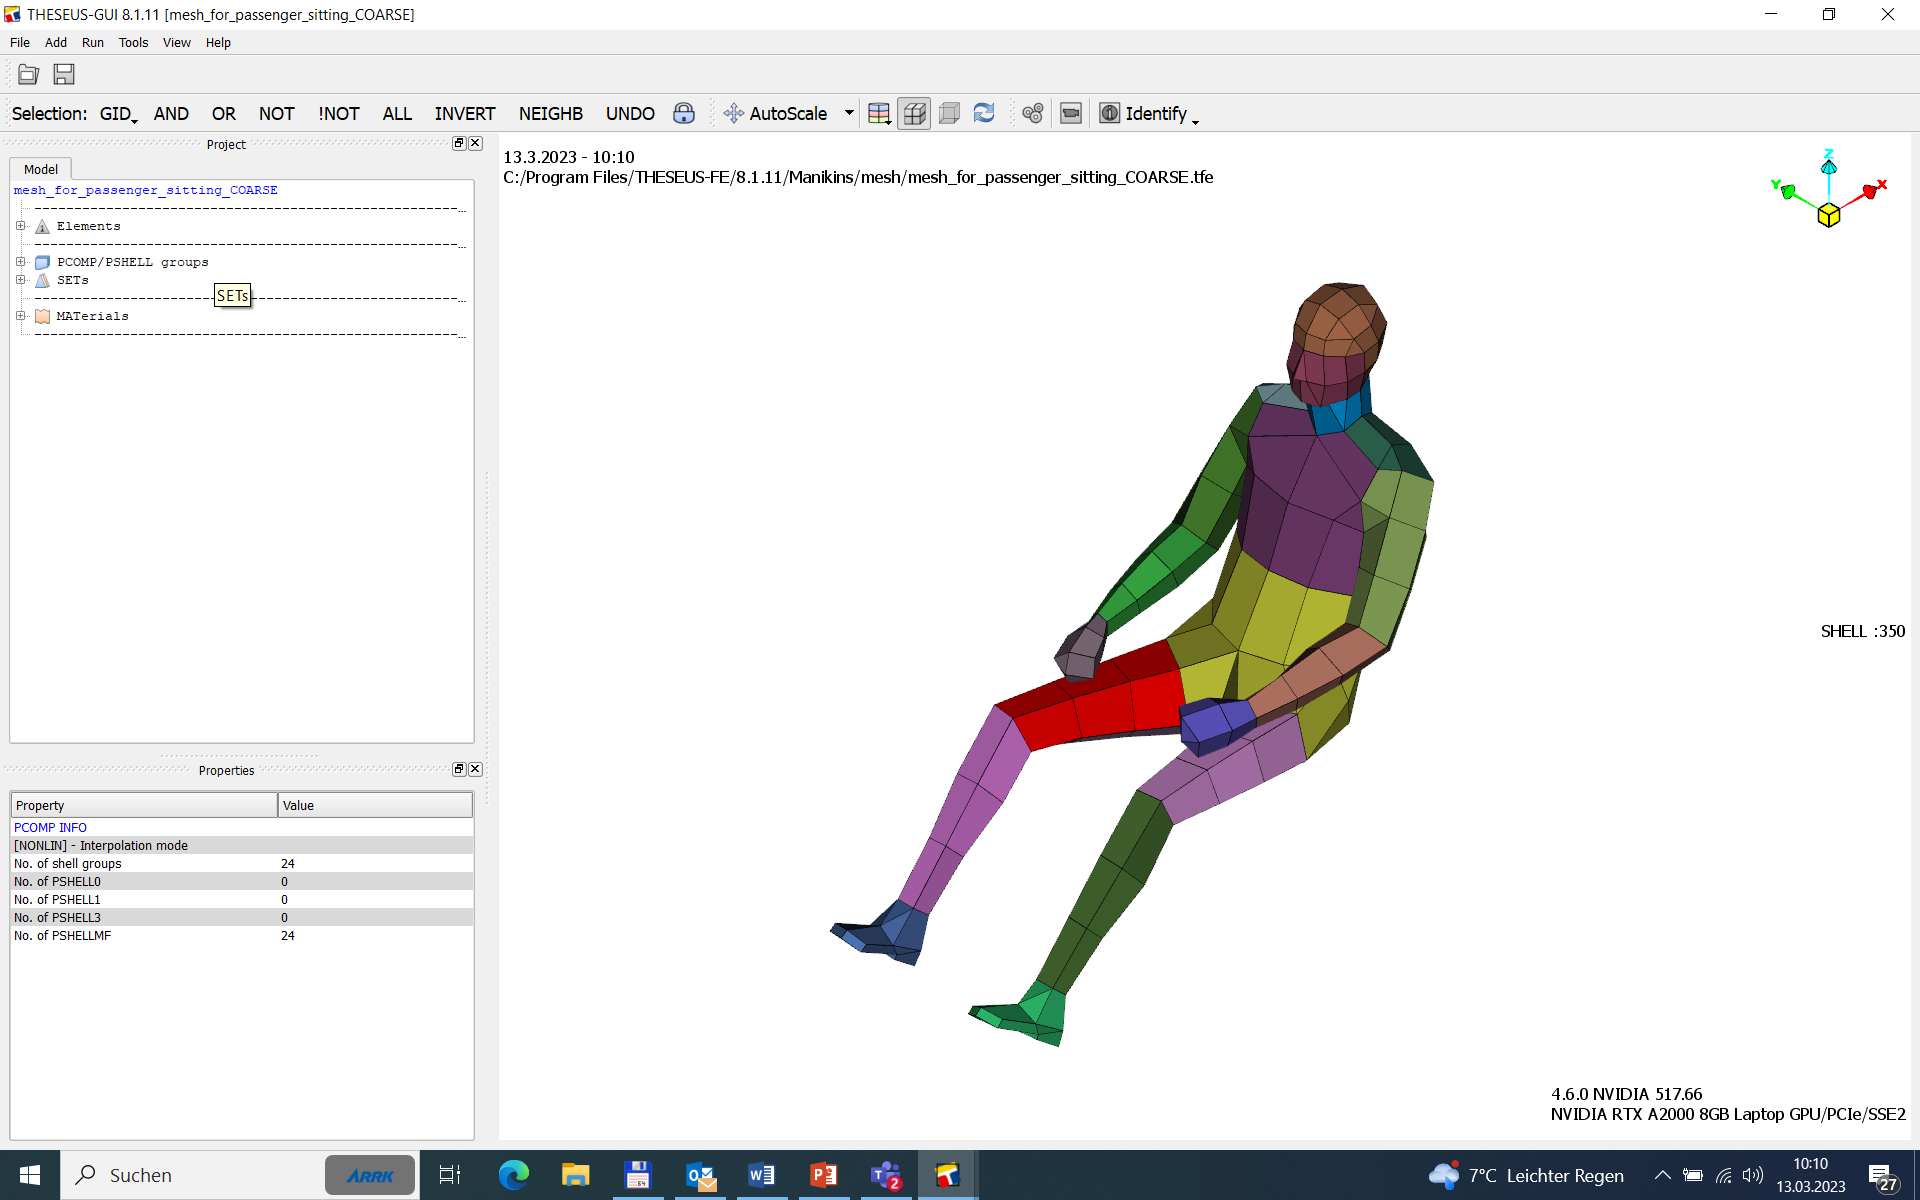 THESEUS-GUI 8.1.11 [mesh_for_passenger_sitting_COARSE]
File Add Run Tools View Help
Selection: GID AND OR NOT !NOT ALL INVERT NEIGHB UNDO AutoScale Identify
Project
Model
mesh_for_passenger_sitting_COARSE
Elements
PCOMP/PSHELL groups
SETs
SETs
MATerials
13.3.2023 - 10:10
C:/Program Files/THESEUS-FE/8.1.11/Manikins/mesh/mesh_for_passenger_sitting_COARSE.tfe
Z
Y
X
SHELL :350
Properties
Property Value
PCOMP INFO
[NONLIN] - Interpolation mode
No. of shell groups 24
No. of PSHELL0 0
No. of PSHELL1 0
No. of PSHELL3 0
No. of PSHELLMF 24
4.6.0 NVIDIA 517.66
NVIDIA RTX A2000 8GB Laptop GPU/PCIe/SSE2
Suchen
ARRK
64
2
7°C Leichter Regen
10:10
13.03.2023
27